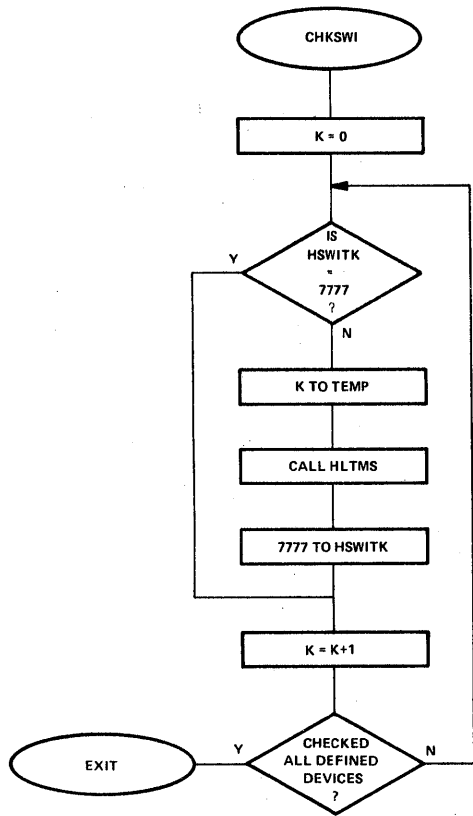 CHKSWI
K = 0
IS
HSWITK
=
7777
?
Y
N
K TO TEMP
CALL HLTMS
7777 TO HSWITK
K = K+1
CHECKED
ALL DEFINED
DEVICES
?
Y
N
EXIT